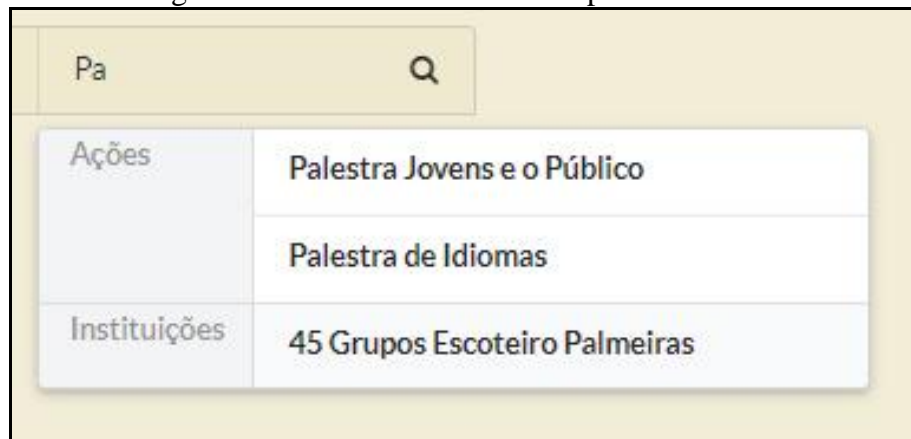 Pa
Ações
Palestra Jovens e o Público
Palestra de Idiomas
Instituições
45 Grupos Escoteiro Palmeiras